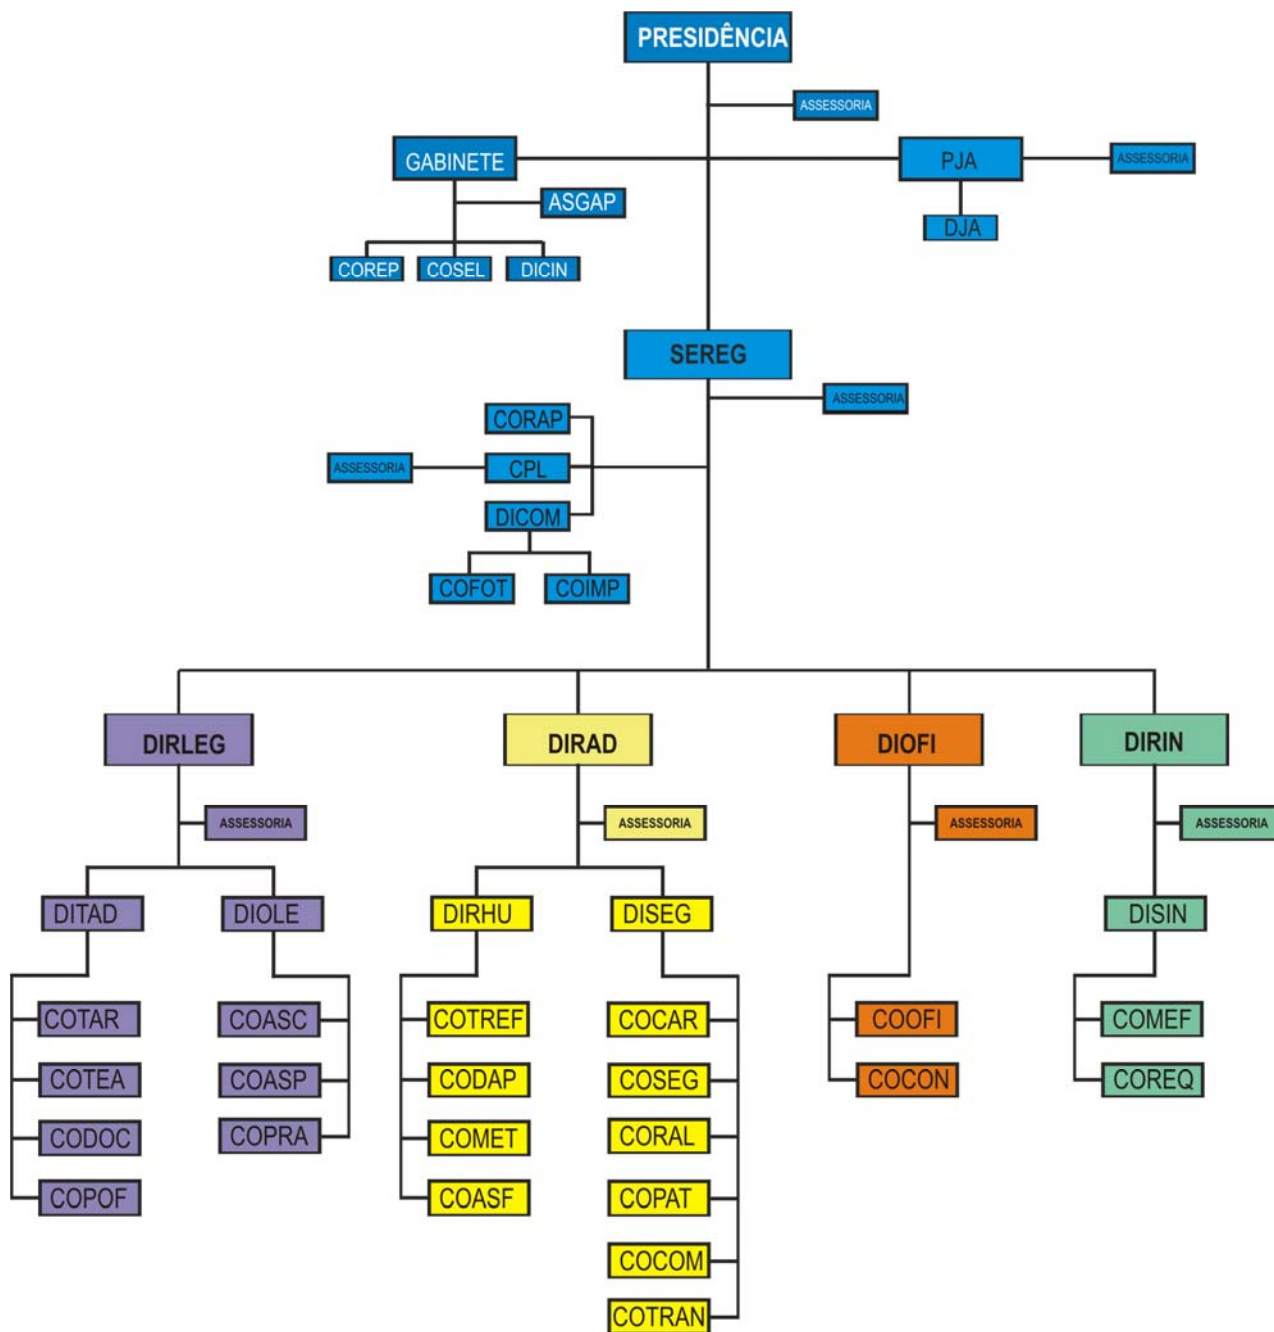 PRESIDÊNCIA
ASSESSORIA
GABINETE
PJA
ASSESSORIA
ASGAP
DJA
COREP
COSEL
DICIN
SEREG
ASSESSORIA
CORAP
ASSESSORIA
CPL
DICOM
COFOT
COIMP
DIRLEG
DIRAD
DIOFI
DIRIN
ASSESSORIA
ASSESSORIA
ASSESSORIA
ASSESSORIA
DITAD
DIOLE
DIRHU
DISEG
DISIN
COTAR
COASC
COTREF
COCAR
COOFI
COMEF
COTEA
COASP
CODAP
COSEG
COCON
COREQ
CODOC
COPRA
COMET
CORAL
COPOF
COASF
COPAT
COCOM
COTRAN